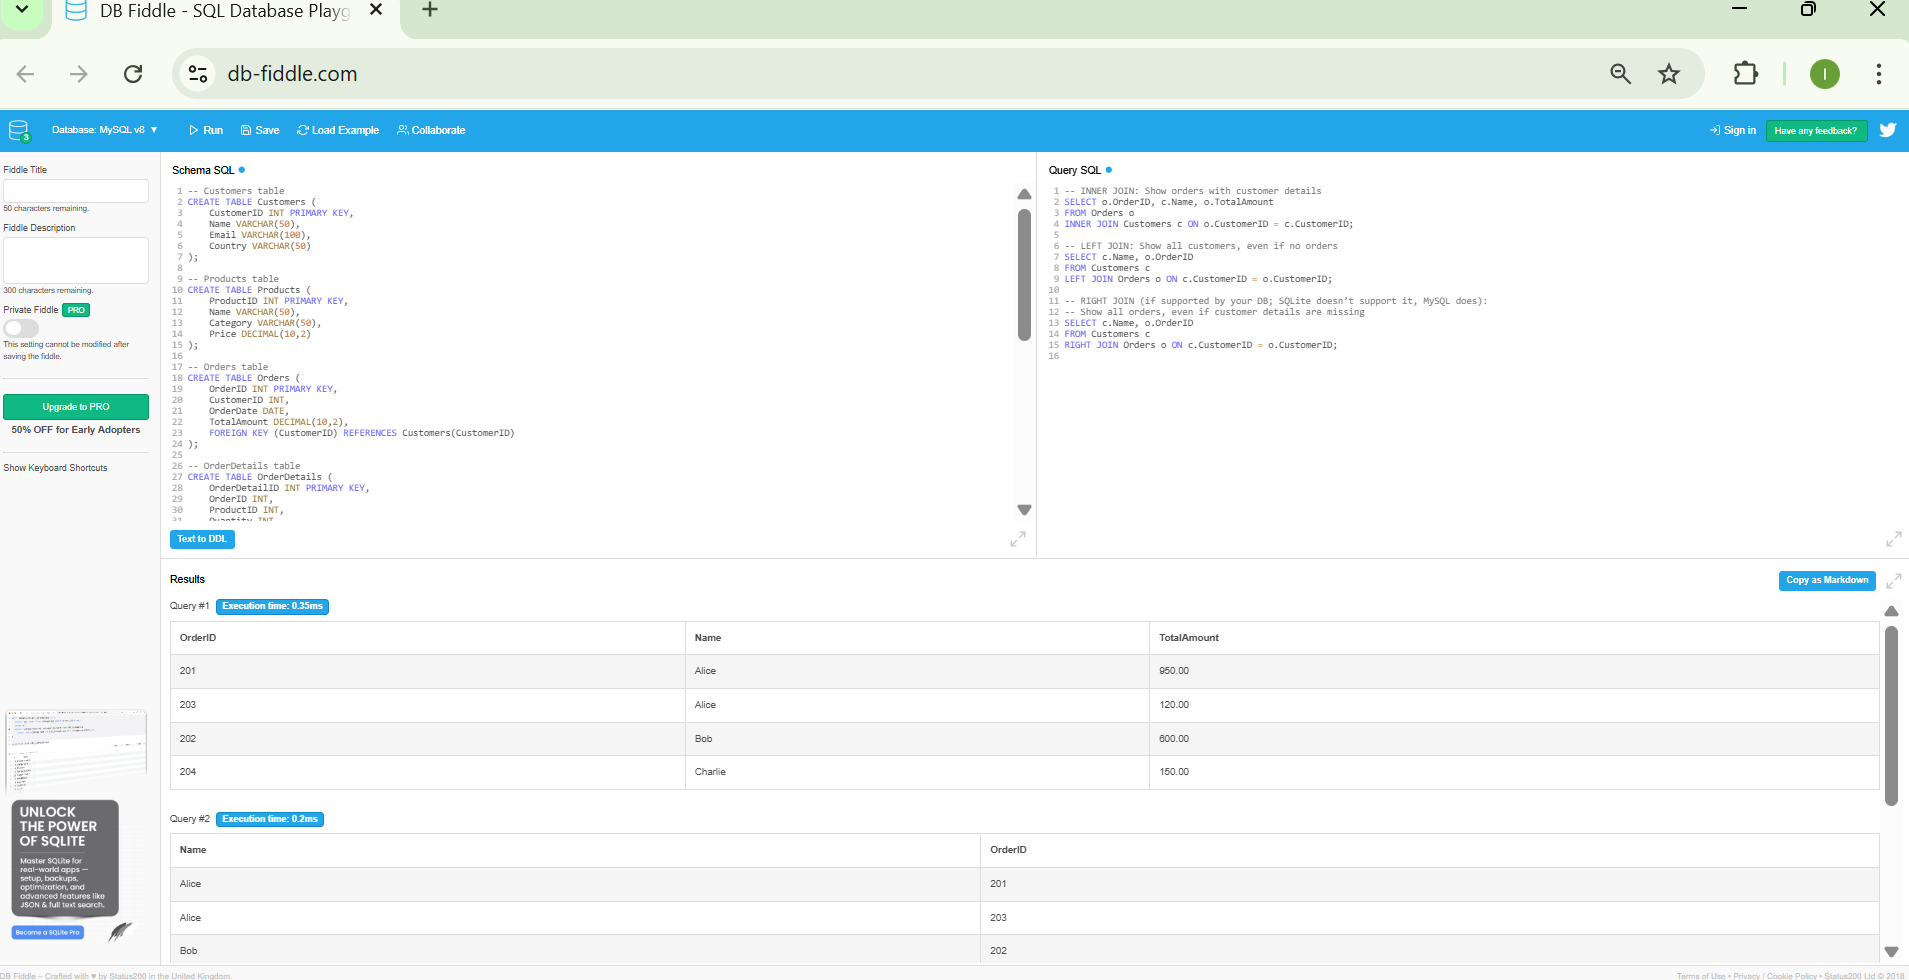 DB Fiddle - SQL Database Playg
db-fiddle.com
I
3
Database: MySQL v8 ▼
Run
Save
Load Example
Collaborate
Sign in
Have any feedback?
Fiddle Title
50 characters remaining.
Fiddle Description
300 characters remaining.
Private Fiddle PRO
This setting cannot be modified after
saving the fiddle.
Upgrade to PRO
50% OFF for Early Adopters
Show Keyboard Shortcuts
UNLOCK
THE POWER
OF SQLITE
Master SQLite for
real-world apps —
setup, backups,
optimization, and
advanced features like
JSON & full text search.
Become a SQLite Pro
Schema SQL
1 -- Customers table
2 CREATE TABLE Customers (
3 CustomerID INT PRIMARY KEY,
4 Name VARCHAR(50),
5 Email VARCHAR(100),
6 Country VARCHAR(50)
7 );
8
9 -- Products table
10 CREATE TABLE Products (
11 ProductID INT PRIMARY KEY,
12 Name VARCHAR(50),
13 Category VARCHAR(50),
14 Price DECIMAL(10,2)
15 );
16
17 -- Orders table
18 CREATE TABLE Orders (
19 OrderID INT PRIMARY KEY,
20 CustomerID INT,
21 OrderDate DATE,
22 TotalAmount DECIMAL(10,2),
23 FOREIGN KEY (CustomerID) REFERENCES Customers(CustomerID)
24 );
25
26 -- OrderDetails table
27 CREATE TABLE OrderDetails (
28 OrderDetailID INT PRIMARY KEY,
29 OrderID INT,
30 ProductID INT,
31 Quantity INT,
Text to DDL
Query SQL
1 -- INNER JOIN: Show orders with customer details
2 SELECT o.OrderID, c.Name, o.TotalAmount
3 FROM Orders o
4 INNER JOIN Customers c ON o.CustomerID = c.CustomerID;
5
6 -- LEFT JOIN: Show all customers, even if no orders
7 SELECT c.Name, o.OrderID
8 FROM Customers c
9 LEFT JOIN Orders o ON c.CustomerID = o.CustomerID;
10
11 -- RIGHT JOIN (if supported by your DB; SQLite doesn’t support it, MySQL does):
12 -- Show all orders, even if customer details are missing
13 SELECT c.Name, o.OrderID
14 FROM Customers c
15 RIGHT JOIN Orders o ON c.CustomerID = o.CustomerID;
16
Results
Copy as Markdown
Query #1 Execution time: 0.35ms
OrderID Name TotalAmount
201 Alice 950.00
203 Alice 120.00
202 Bob 600.00
204 Charlie 150.00
Query #2 Execution time: 0.2ms
Name OrderID
Alice 201
Alice 203
Bob 202
DB Fiddle – Crafted with ♥ by Status200 in the United Kingdom.
Terms of Use • Privacy / Cookie Policy • Status200 Ltd © 2018